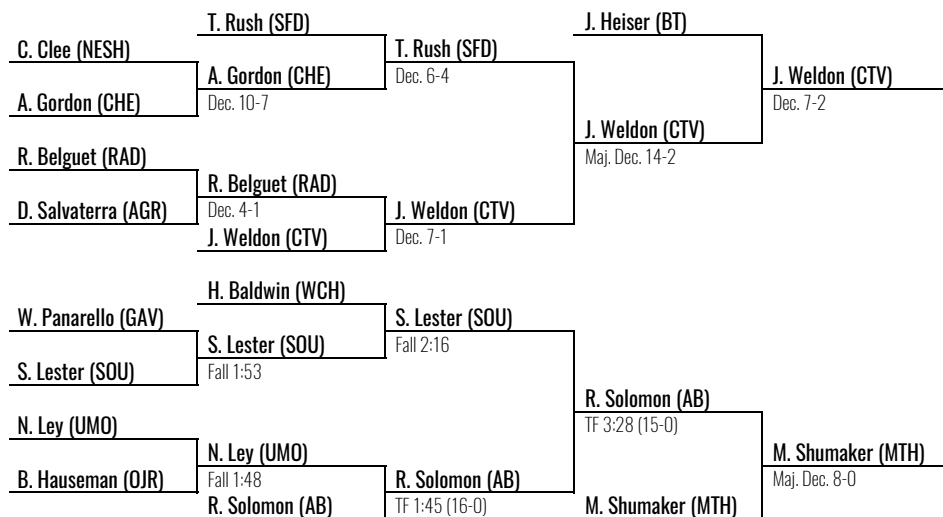 C. Clee (NESH)
A. Gordon (CHE)
R. Belguet (RAD)
D. Salvaterra (AGR)
W. Panarello (GAV)
S. Lester (SOU)
N. Ley (UMO)
B. Hauseman (OJR)
T. Rush (SFD)
A. Gordon (CHE)
Dec. 10-7
R. Belguet (RAD)
Dec. 4-1
J. Weldon (CTV)
H. Baldwin (WCH)
S. Lester (SOU)
Fall 1:53
N. Ley (UMO)
Fall 1:48
R. Solomon (AB)
T. Rush (SFD)
Dec. 6-4
J. Weldon (CTV)
Dec. 7-1
S. Lester (SOU)
Fall 2:16
R. Solomon (AB)
TF 1:45 (16-0)
J. Heiser (BT)
J. Weldon (CTV)
Maj. Dec. 14-2
R. Solomon (AB)
TF 3:28 (15-0)
M. Shumaker (MTH)
J. Weldon (CTV)
Dec. 7-2
M. Shumaker (MTH)
Maj. Dec. 8-0